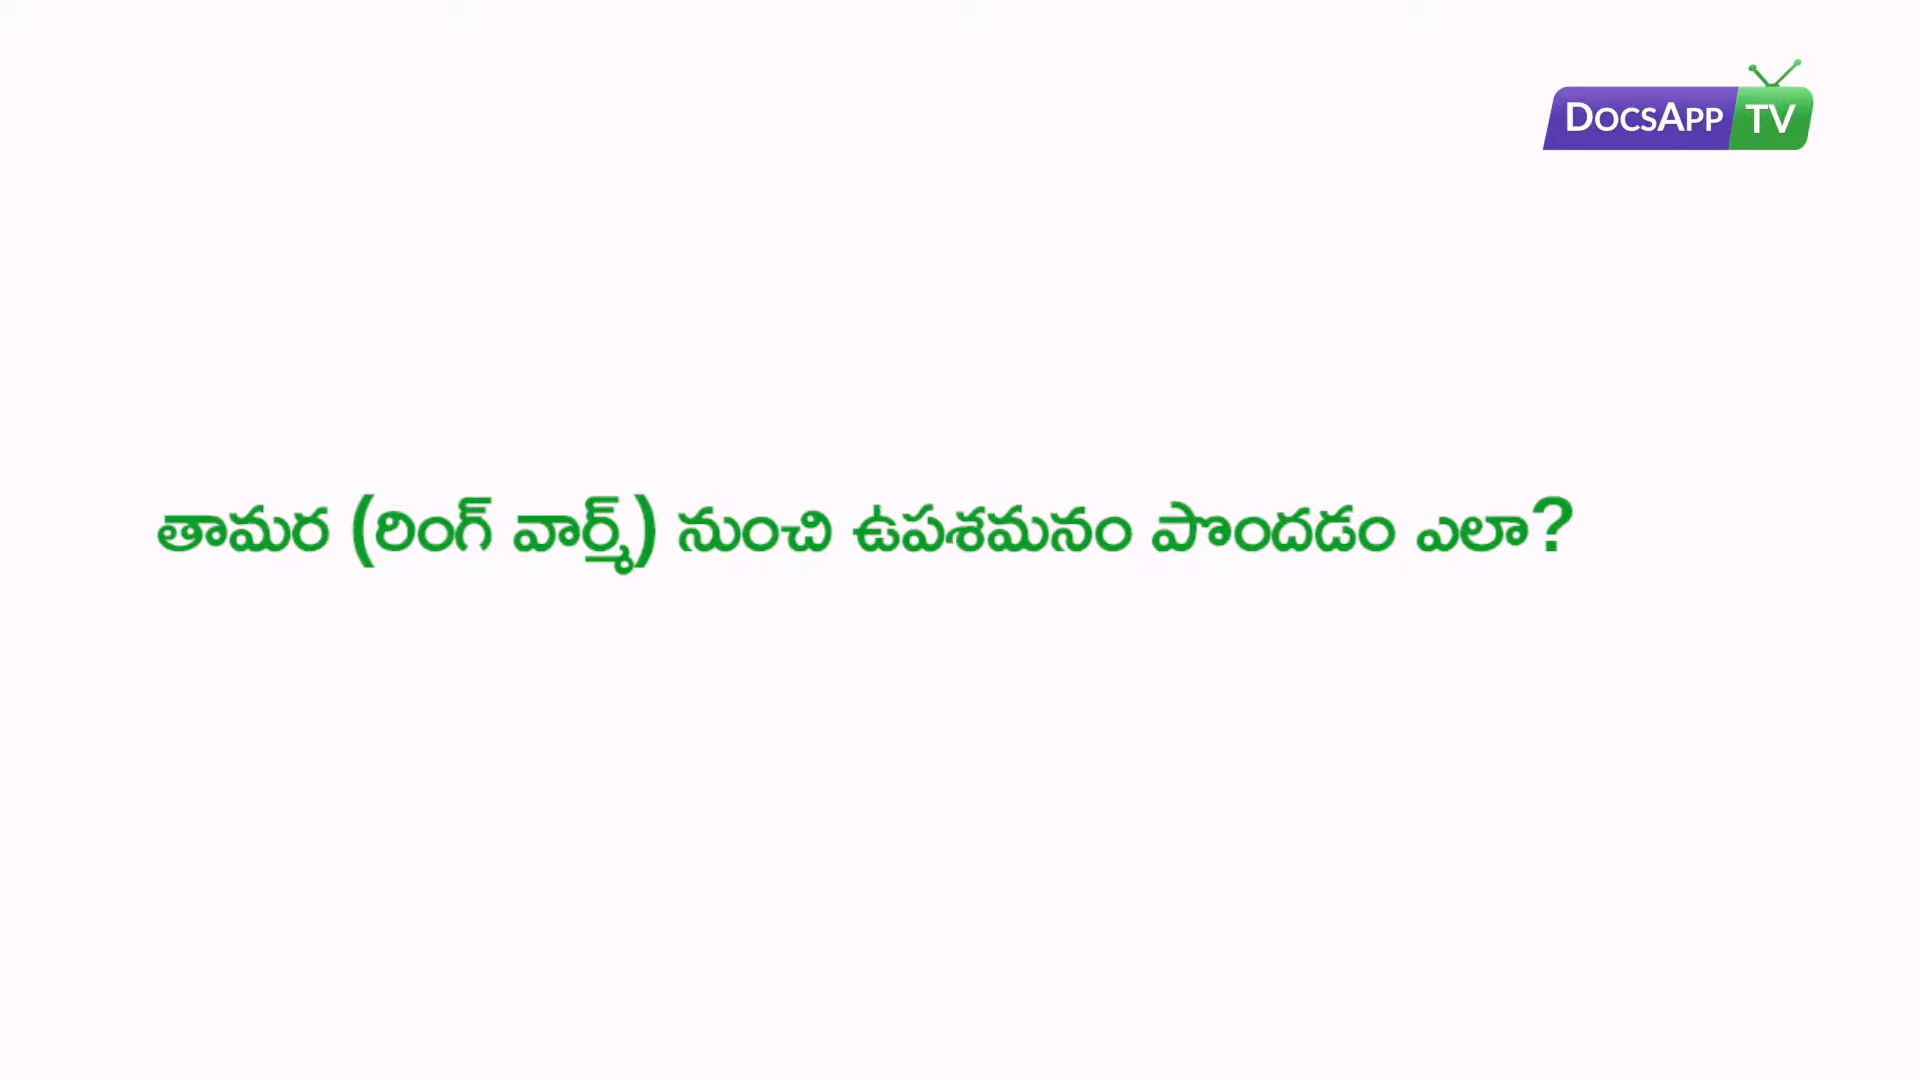 DOCSAPP TV
తామర (రింగ్ వార్మ్) నుంచి ఉపశమనం పొందడం ఎలా?